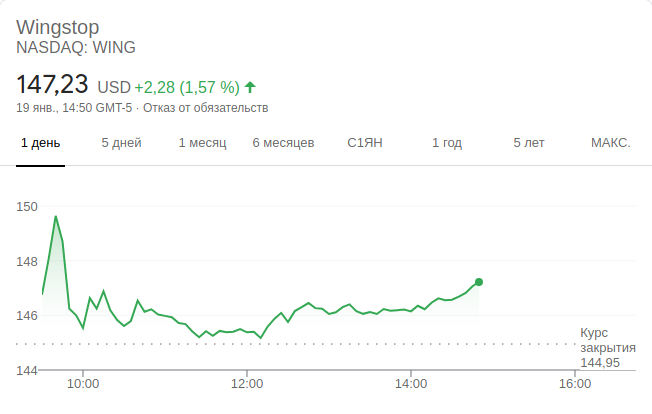 Wingstop
NASDAQ: WING
147,23 USD +2,28 (1,57 %)
19 янв., 14:50 GMT-5 · Отказ от обязательств
1 день 5 дней 1 месяц 6 месяцев С1ЯН 1 год 5 лет МАКС.
150
148
146
Курс
закрытия
144,95
144
10:00 12:00 14:00 16:00